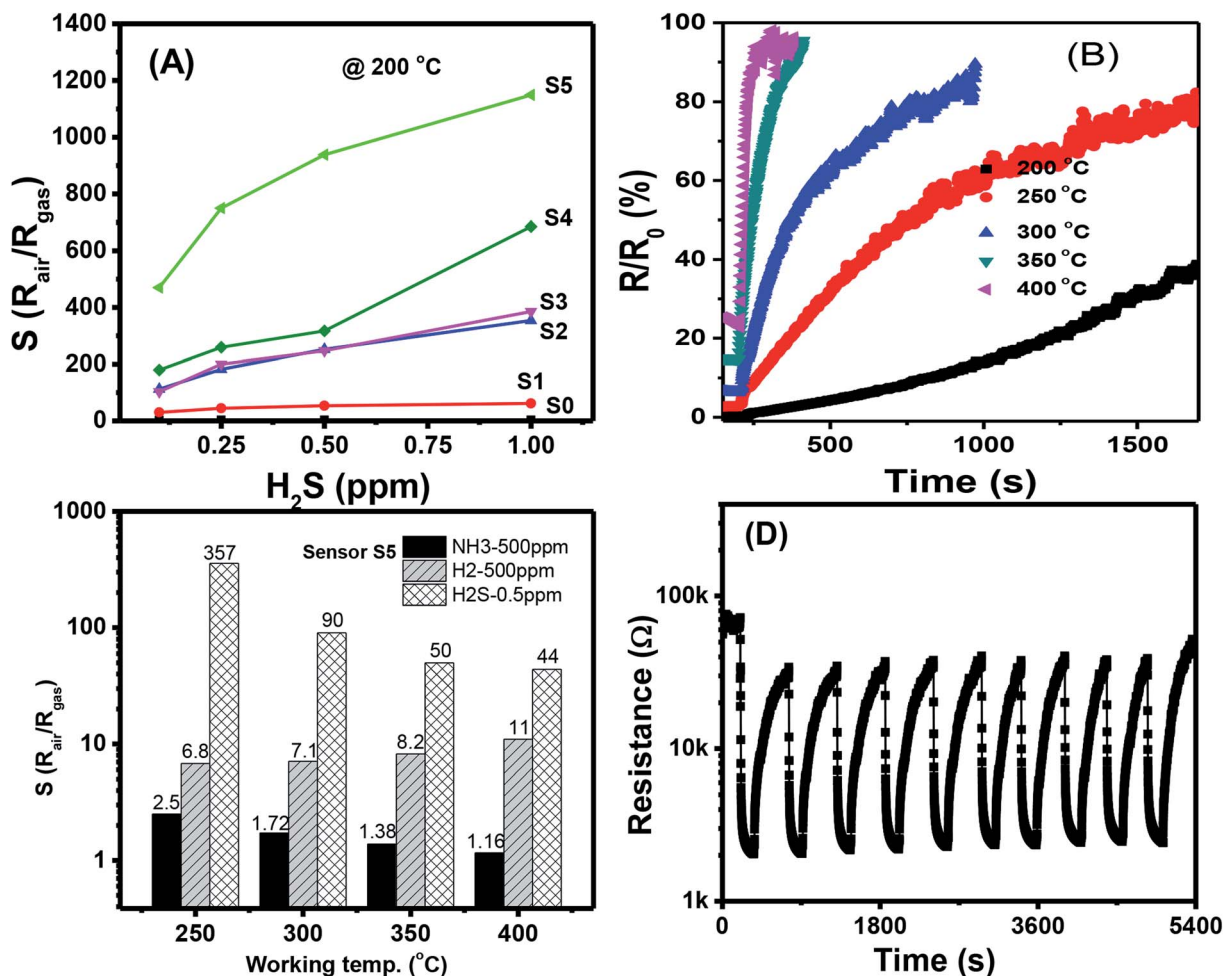 (A)
@ 200 °C
S (R_air/R_gas)
1400
1200
1000
800
600
400
200
0
S5
S4
S3
S2
S1
S0
0.25
0.50
0.75
1.00
H₂S (ppm)
(B)
R/R₀ (%)
100
80
60
40
20
0
200 °C
250 °C
300 °C
350 °C
400 °C
500
1000
1500
Time (s)
S (R_air/R_gas)
1000
100
10
1
Sensor S5
NH3-500ppm
H2-500ppm
H2S-0.5ppm
2.5
6.8
357
1.72
7.1
90
1.38
8.2
50
1.16
11
44
250
300
350
400
Working temp. (°C)
(D)
Resistance (Ω)
100k
10k
1k
0
1800
3600
5400
Time (s)